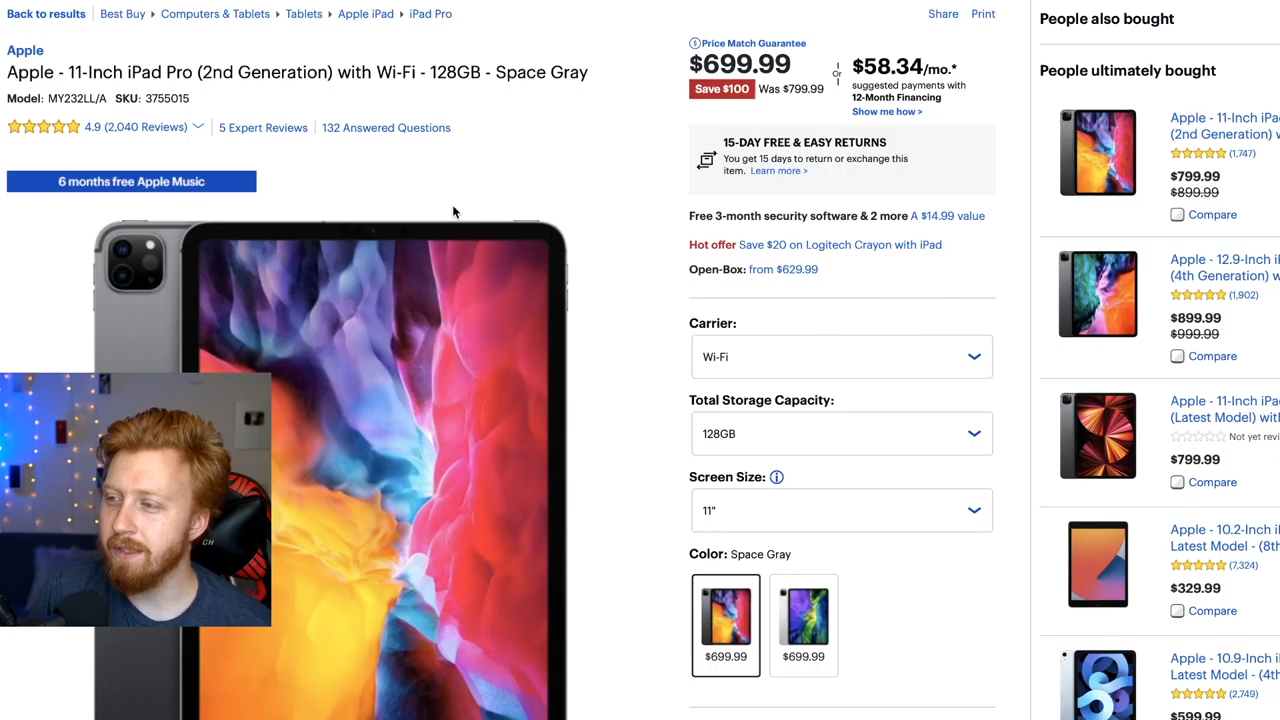 Back to results
Best Buy
Computers & Tablets
Tablets
Apple iPad
iPad Pro
Share
Print
Apple
Apple - 11-Inch iPad Pro (2nd Generation) with Wi-Fi - 128GB - Space Gray
Model: MY232LL/A SKU: 3755015
4.9 (2,040 Reviews)
5 Expert Reviews
132 Answered Questions
6 months free Apple Music
Price Match Guarantee
$699.99
Save $100 Was $799.99
Or
$58.34/mo.*
suggested payments with
12-Month Financing
Show me how >
15-DAY FREE & EASY RETURNS
You get 15 days to return or exchange this
item. Learn more >
Free 3-month security software & 2 more A $14.99 value
Hot offer Save $20 on Logitech Crayon with iPad
Open-Box: from $629.99
Carrier:
Wi-Fi
Total Storage Capacity:
128GB
Screen Size:
11"
Color: Space Gray
$699.99
$699.99
CH
People also bought
People ultimately bought
Apple - 11-Inch iPa
(2nd Generation) w
(1,747)
$799.99
$899.99
Compare
Apple - 12.9-Inch i
(4th Generation) w
(1,902)
$899.99
$999.99
Compare
Apple - 11-Inch iPa
(Latest Model) with
Not yet revi
$799.99
Compare
Apple - 10.2-Inch i
Latest Model - (8th
(7,324)
$329.99
Compare
Apple - 10.9-Inch i
Latest Model - (4th
(2,749)
$599.99